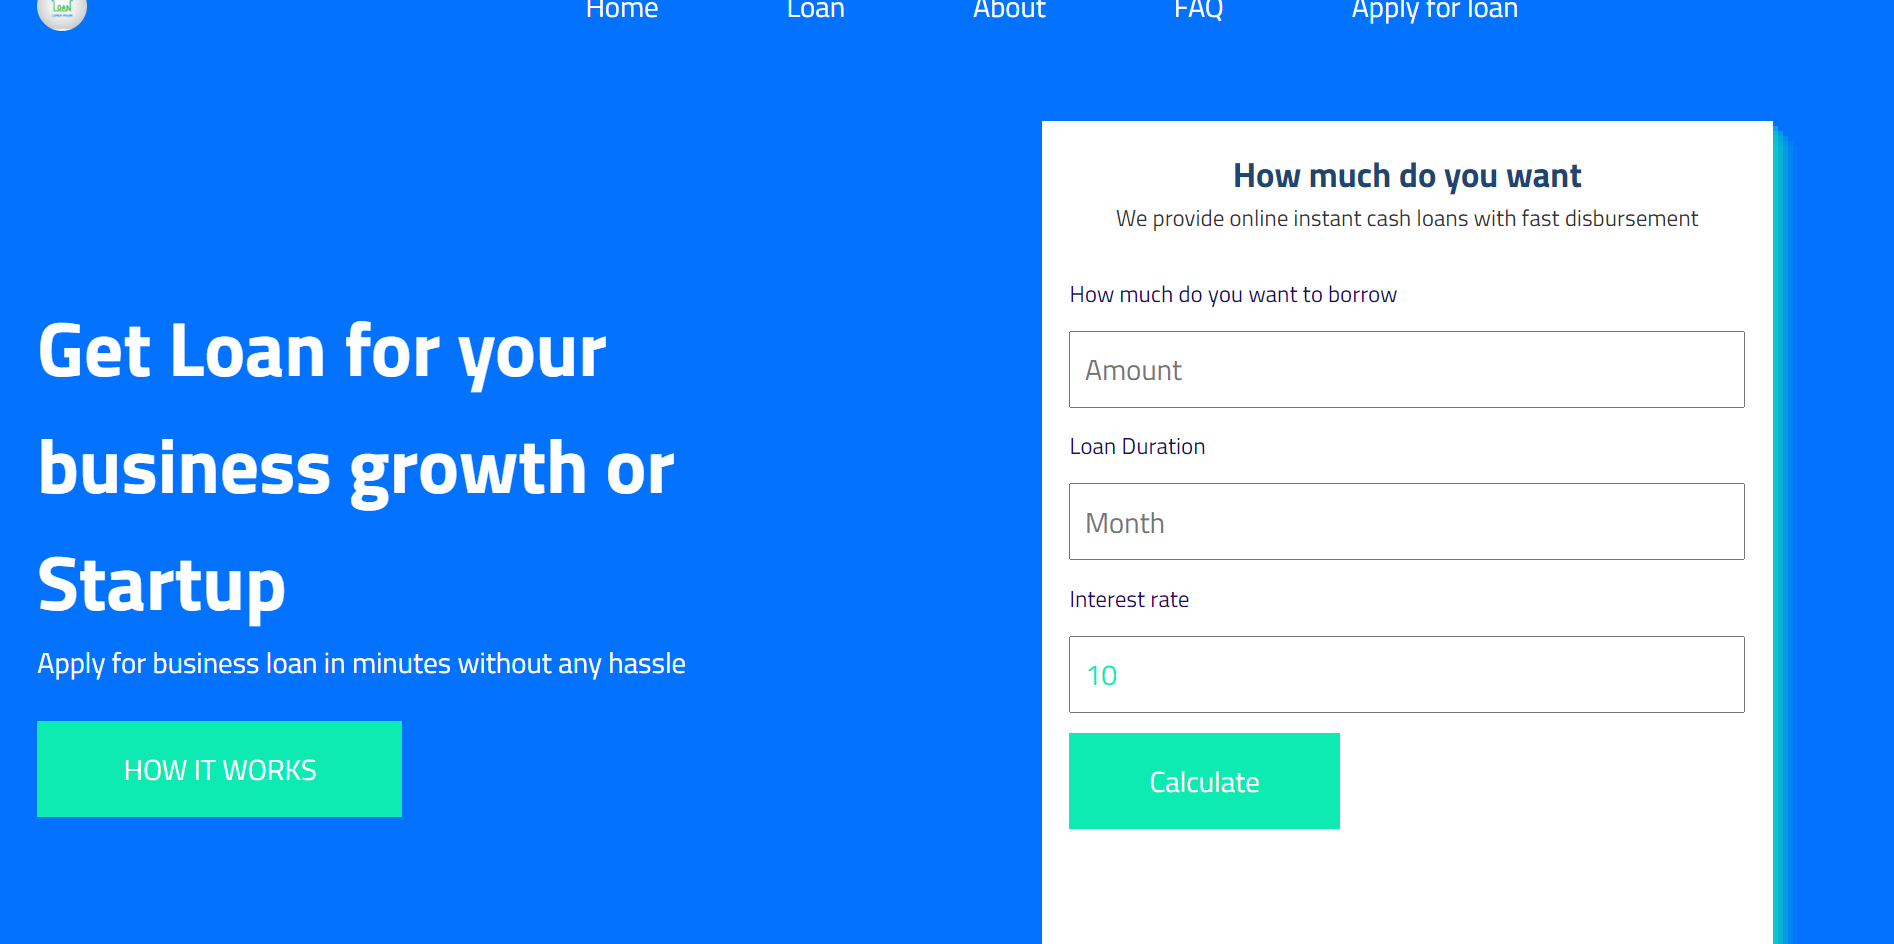 LOAN
Home
Loan
About
FAQ
Apply for loan
Get Loan for your
business growth or
Startup
Apply for business loan in minutes without any hassle
HOW IT WORKS
How much do you want
We provide online instant cash loans with fast disbursement
How much do you want to borrow
Amount
Loan Duration
Month
Interest rate
10
Calculate